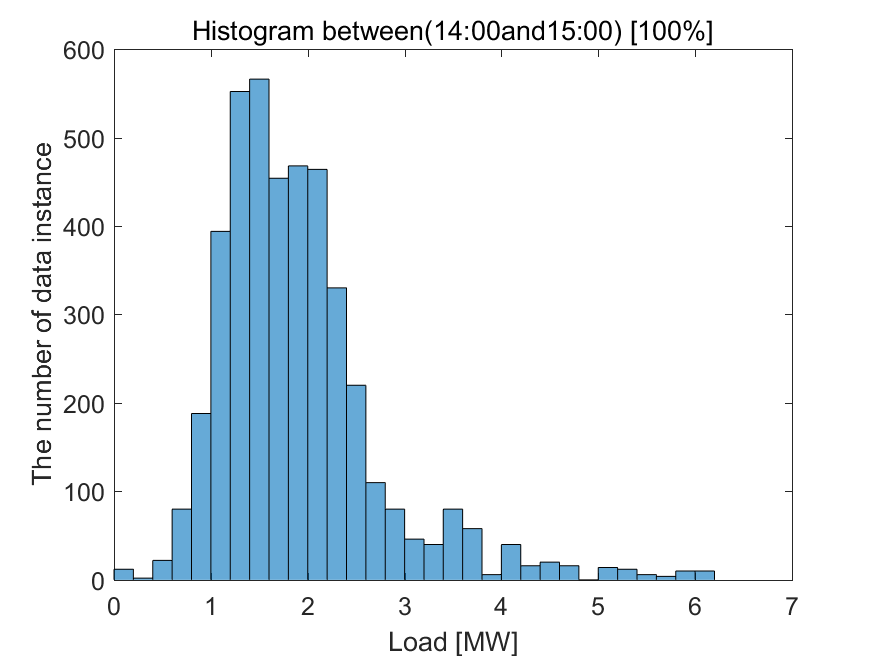 Histogram between(14:00and15:00) [100%]
600
500
400
300
200
100
0
The number of data instance
0 1 2 3 4 5 6 7
Load [MW]